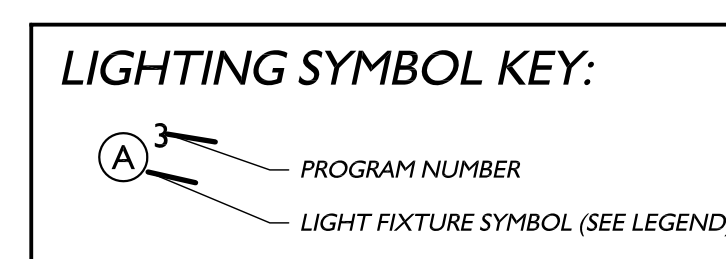 LIGHTING SYMBOL KEY:
3
A
PROGRAM NUMBER
LIGHT FIXTURE SYMBOL (SEE LEGEND)